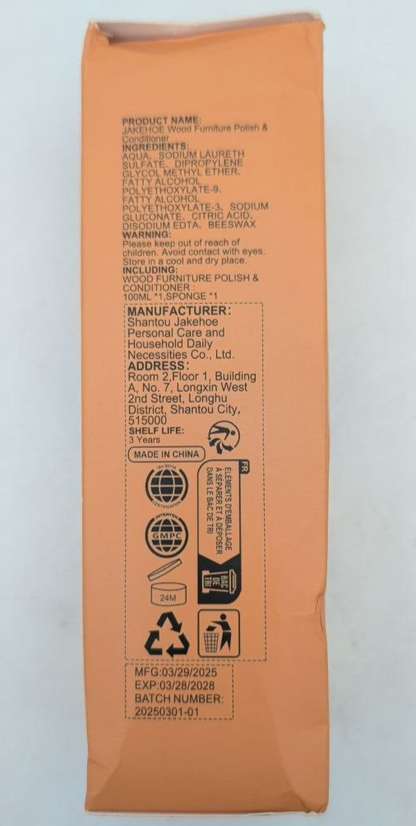 PRODUCT NAME:
JAKEHOE Wood Furniture Polish &
Conditioner
INGREDIENTS:
AQUA、SODIUM LAURETH
SULFATE、DIPROPYLENE
GLYCOL METHYL ETHER、
FATTY ALCOHOL
POLYETHOXYLATE-9、
FATTY ALCOHOL
POLYETHOXYLATE-3、SODIUM
GLUCONATE、CITRIC ACID、
DISODIUM EDTA、BEESWAX
WARNING:
Please keep out of reach of
children. Avoid contact with eyes.
Store in a cool and dry place.
INCLUDING:
WOOD FURNITURE POLISH &
CONDITIONER :
100ML *1,SPONGE *1
MANUFACTURER:
Shantou Jakehoe
Personal Care and
Household Daily
Necessities Co., Ltd.
ADDRESS:
Room 2,Floor 1, Building
A, No. 7, Longxin West
2nd Street, Longhu
District, Shantou City,
515000
SHELF LIFE:
3 Years
MADE IN CHINA
FR
ÉLÉMENTS D'EMBALLAGE
À SÉPARER ET À DÉPOSER
DANS LE BAC DE TRI
BAC
DE
TRI
GMPC
24M
MFG:03/29/2025
EXP:03/28/2028
BATCH NUMBER:
20250301-01